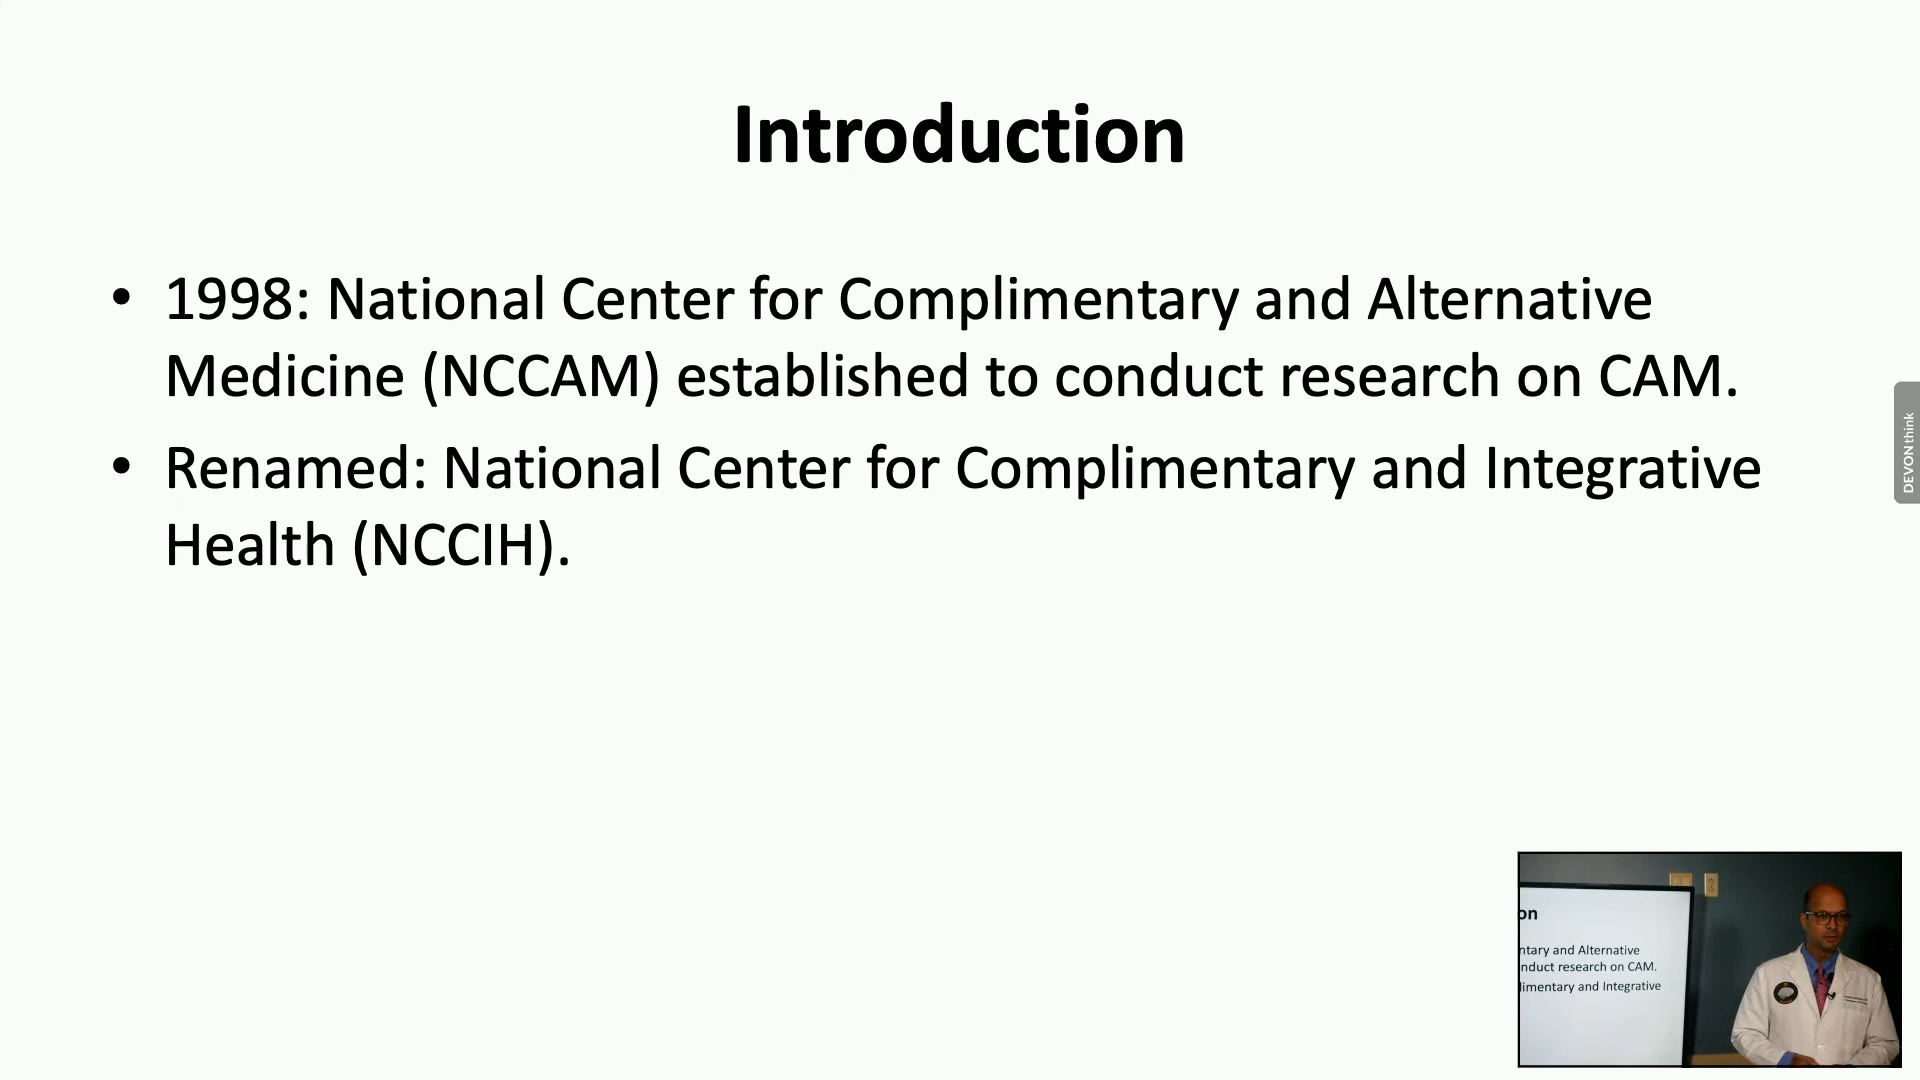 Introduction
• 1998: National Center for Complimentary and Alternative
Medicine (NCCAM) established to conduct research on CAM.
• Renamed: National Center for Complimentary and Integrative
Health (NCCIH).
DEVONthink
on
ntary and Alternative
nduct research on CAM.
limentary and Integrative